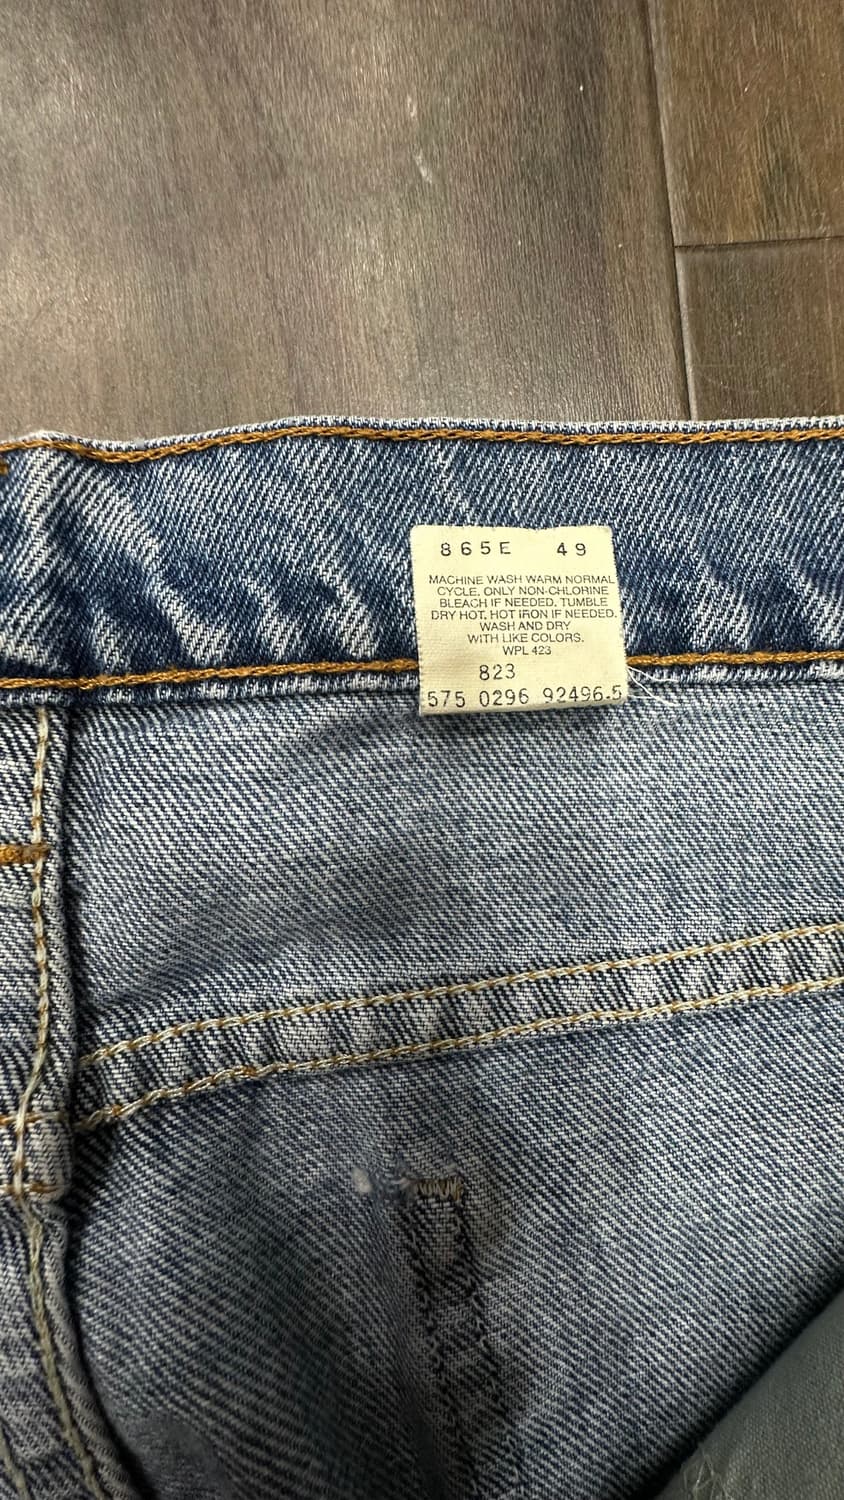 865E 49
MACHINE WASH WARM NORMAL
CYCLE. ONLY NON-CHLORINE
BLEACH IF NEEDED. TUMBLE
DRY HOT. HOT IRON IF NEEDED.
WASH AND DRY
WITH LIKE COLORS.
WPL 423
823
575 0296 92496.5